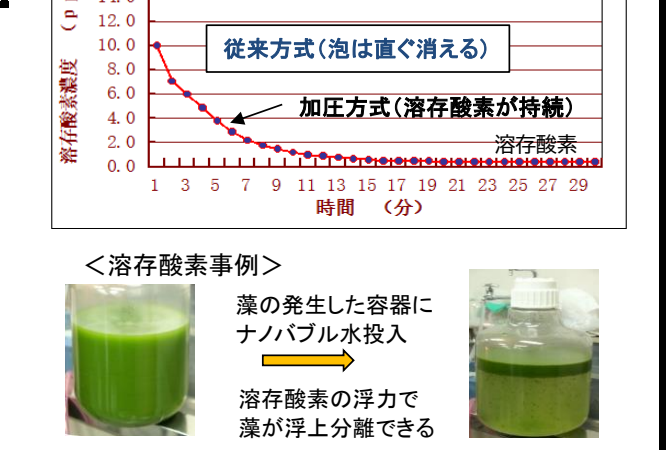 12.0
10.0
8.0
6.0
4.0
2.0
0.0
溶存酸素濃度 (p
従来方式(泡は直ぐ消える)
加圧方式(溶存酸素が持続)
溶存酸素
1 3 5 7 9 11 13 15 17 19 21 23 25 27 29
時間 (分)
<溶存酸素事例>
藻の発生した容器に
ナノバブル水投入
溶存酸素の浮力で
藻が浮上分離できる